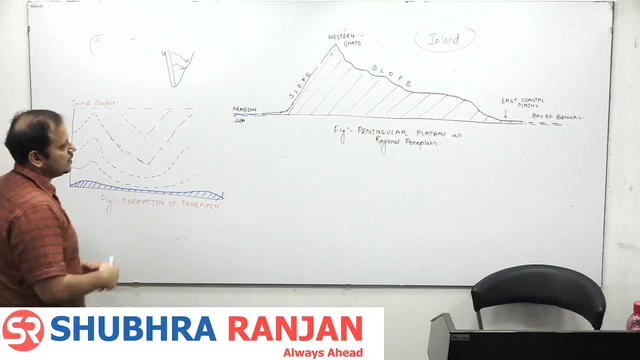 Initial Surface
Fig:- FORMATION OF PENEPLAIN.
WESTERN
GHATS
SLOPE
SLOPE
ARABIAN
SEA
EAST COASTAL
PLAINS
BAY OF BENGAL
Fig:- PENINSULAR PLATEAU as
Regional Peneplain.
Inland
SR
SHUBHRA RANJAN
Always Ahead